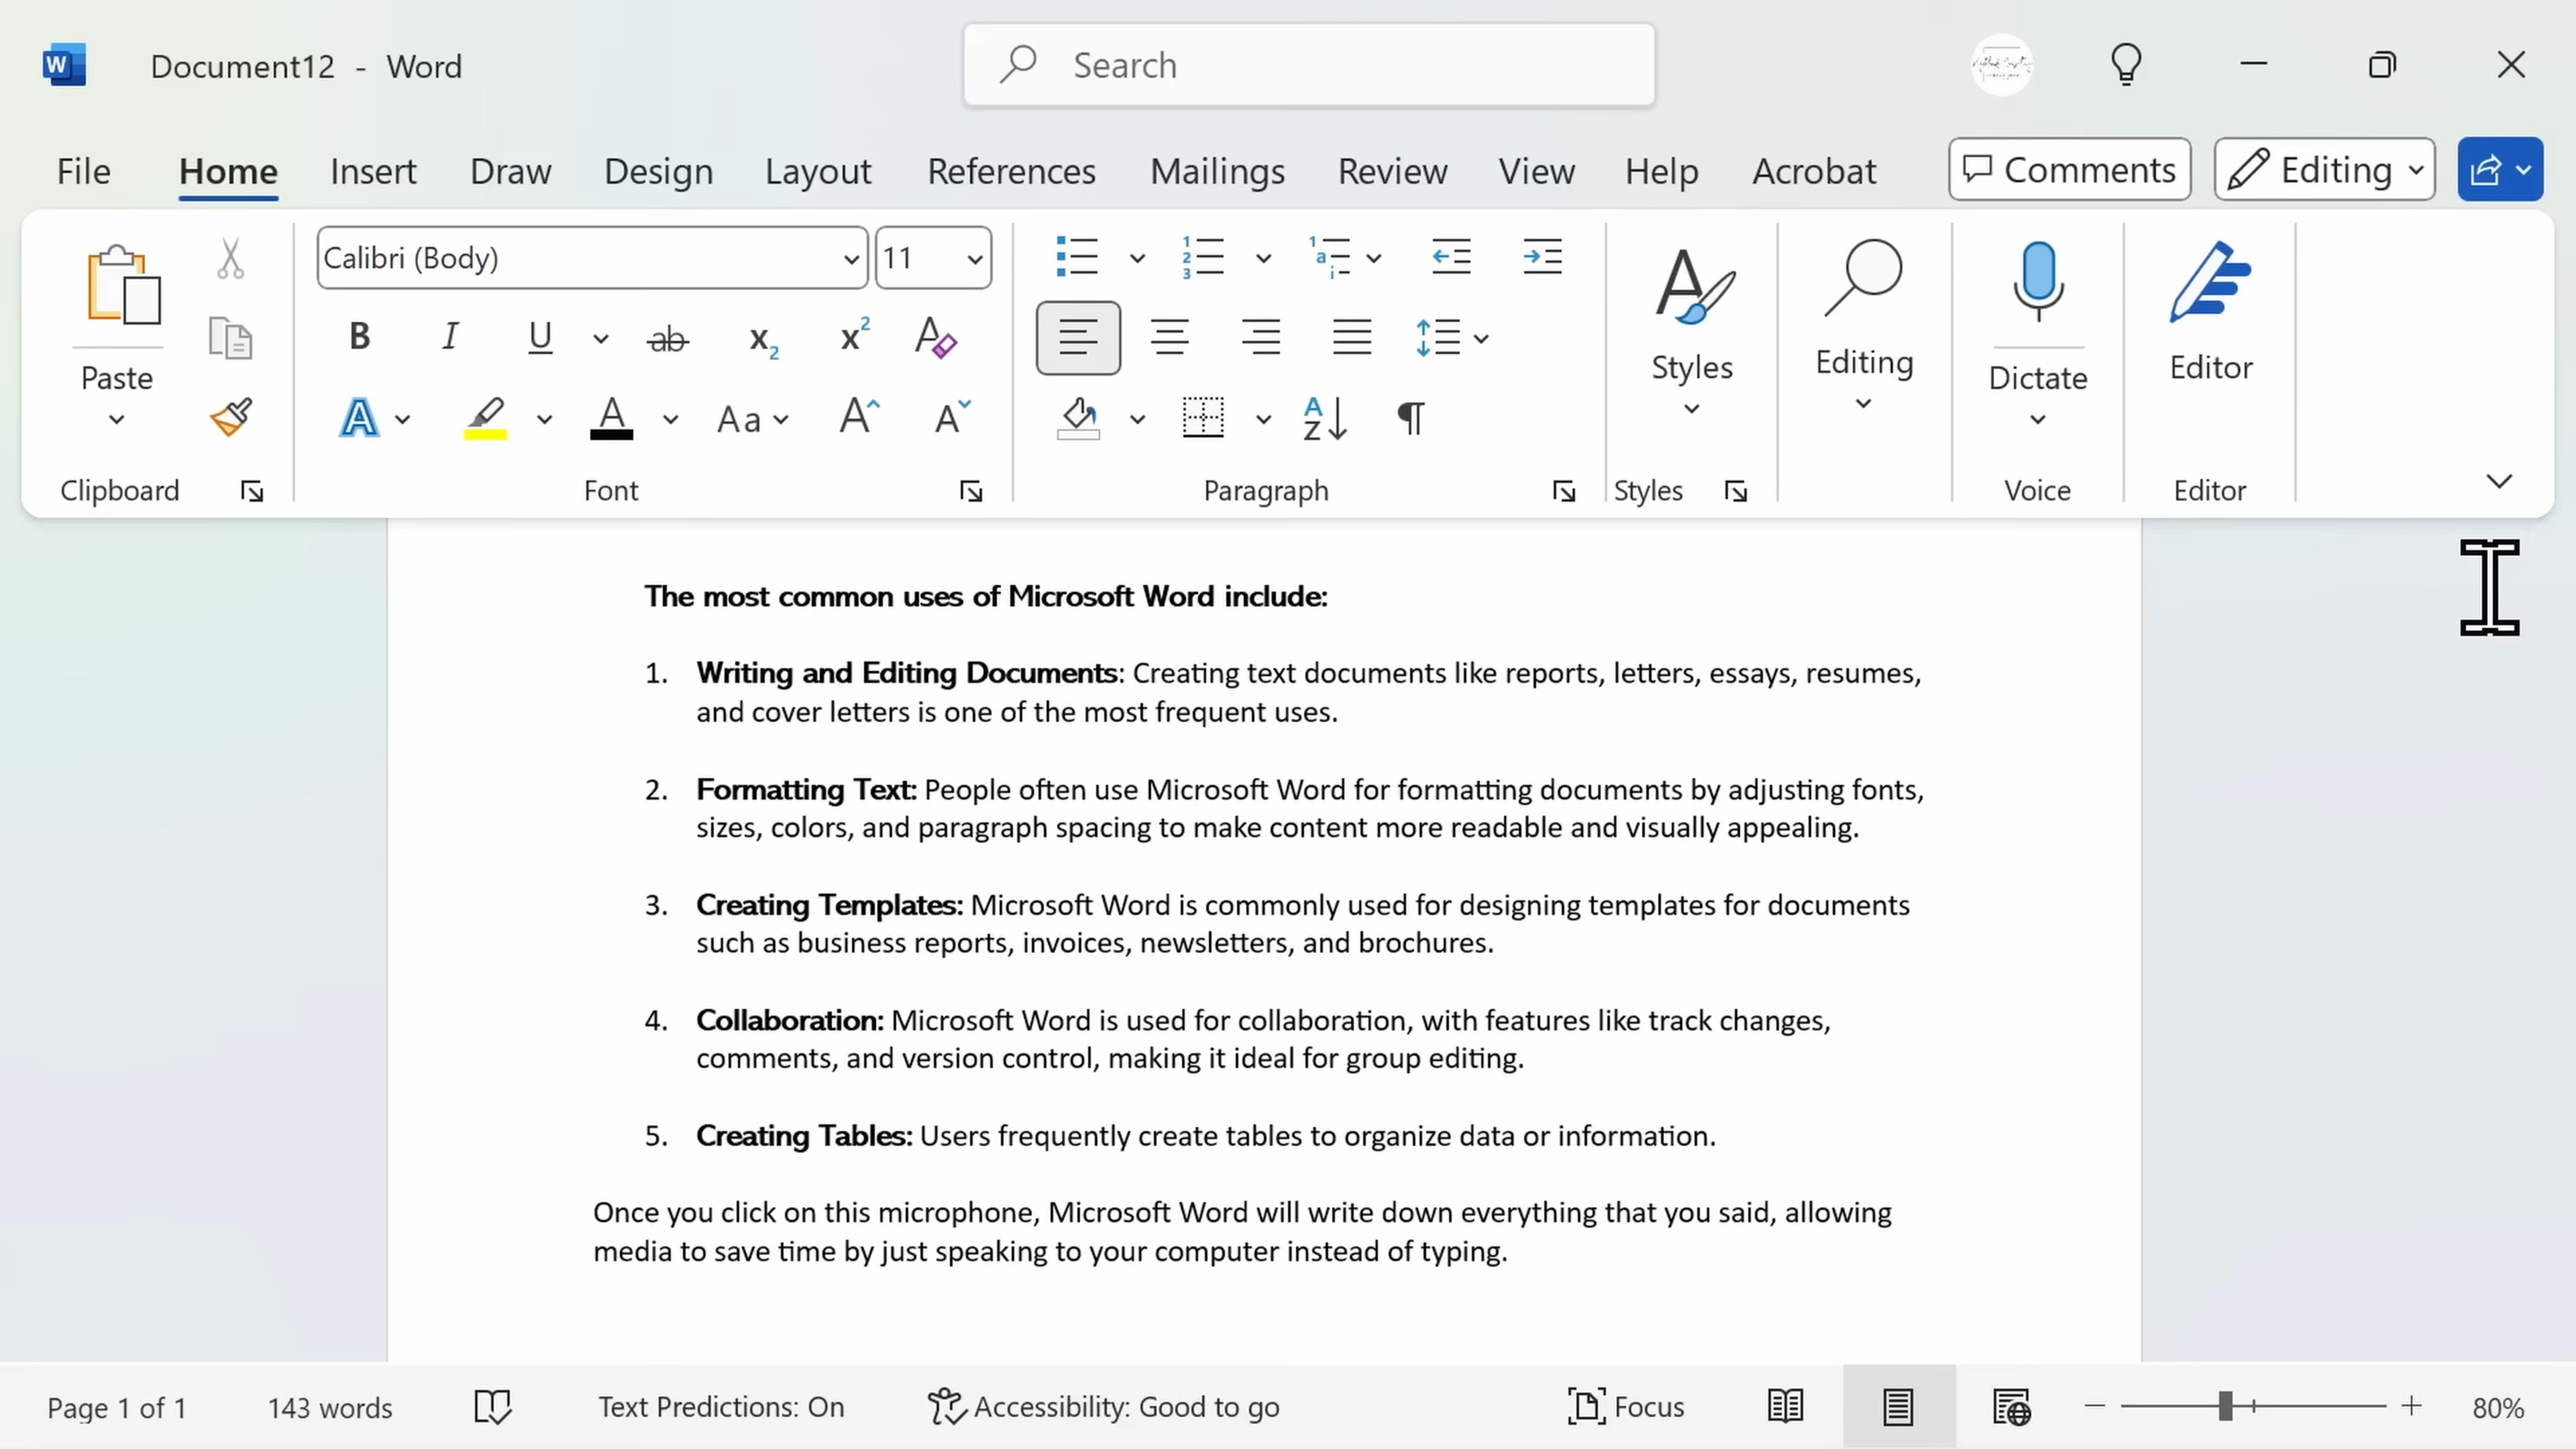 W Document12 - Word
Search
File Home Insert Draw Design Layout References Mailings Review View Help Acrobat Comments Editing
Calibri (Body) 11
Paste
Styles Editing Dictate Editor
Clipboard Font Paragraph Styles Voice Editor
The most common uses of Microsoft Word include:
1. Writing and Editing Documents: Creating text documents like reports, letters, essays, resumes,
and cover letters is one of the most frequent uses.
2. Formatting Text: People often use Microsoft Word for formatting documents by adjusting fonts,
sizes, colors, and paragraph spacing to make content more readable and visually appealing.
3. Creating Templates: Microsoft Word is commonly used for designing templates for documents
such as business reports, invoices, newsletters, and brochures.
4. Collaboration: Microsoft Word is used for collaboration, with features like track changes,
comments, and version control, making it ideal for group editing.
5. Creating Tables: Users frequently create tables to organize data or information.
Once you click on this microphone, Microsoft Word will write down everything that you said, allowing
media to save time by just speaking to your computer instead of typing.
Page 1 of 1 143 words Text Predictions: On Accessibility: Good to go Focus 80%